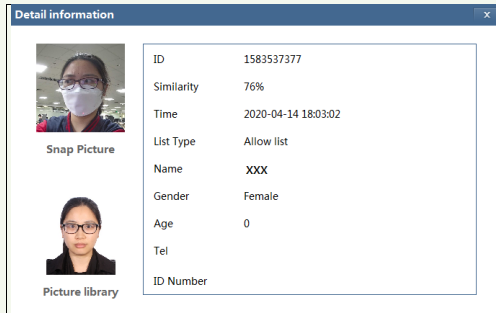 Detail information x
ID 1583537377
Similarity 76%
Time 2020-04-14 18:03:02
List Type Allow list
Snap Picture
Name XXX
Gender Female
Age 0
Tel
ID Number
Picture library